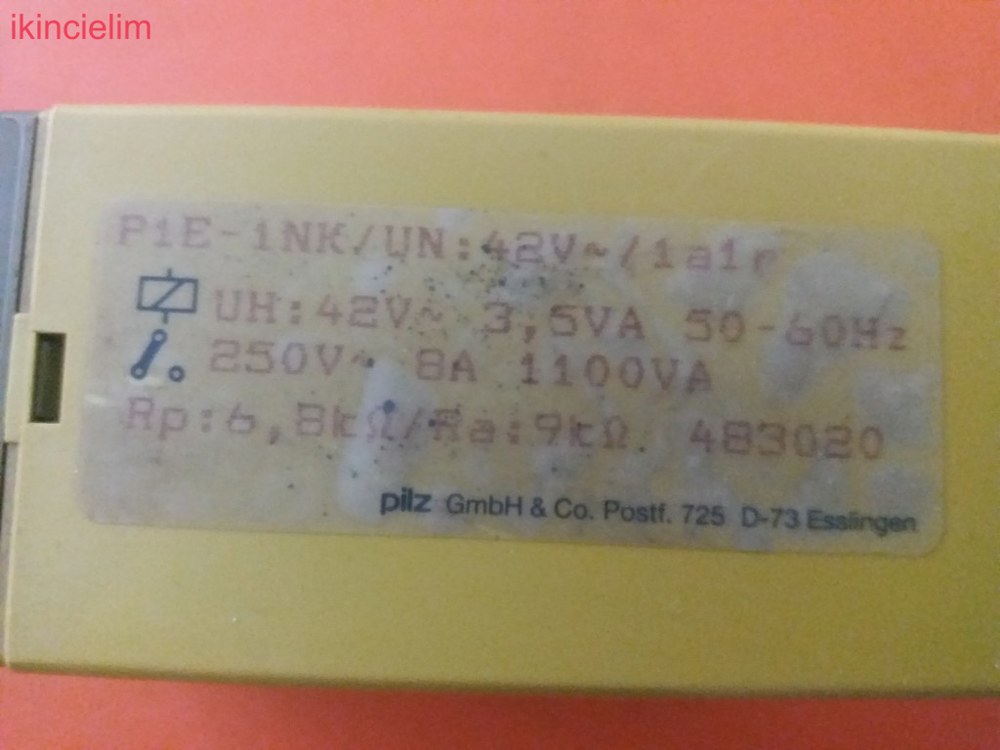 ikincielim
P1E-1NK/UN:42V~/1a1r
UH:42V~ 3,5VA 50-60Hz
250V~ 8A 1100VA
Rp:6,8kΩ/Ra:9kΩ. 483020
pilz GmbH & Co. Postf. 725 D-73 Esslingen